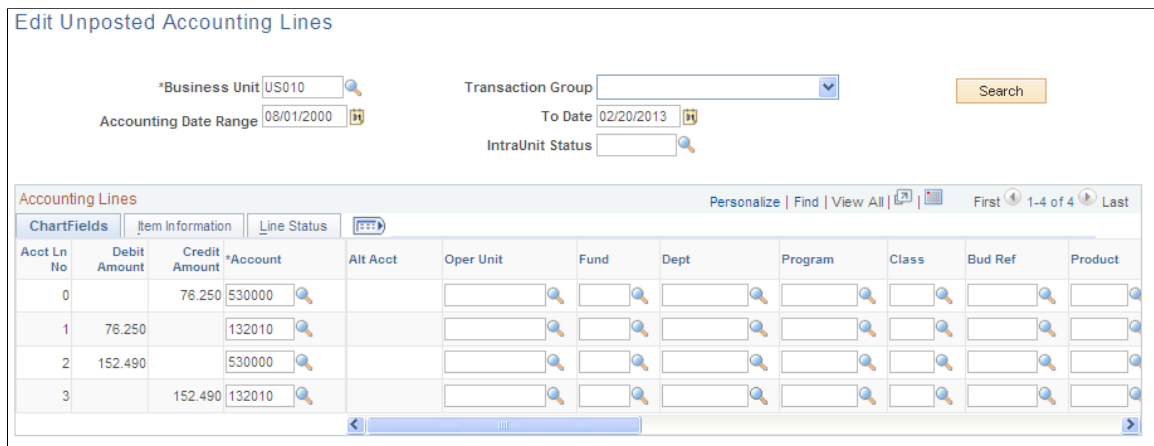 Edit Unposted Accounting Lines
*Business Unit US010 Transaction Group Search
Accounting Date Range 08/01/2000 To Date 02/20/2013
IntraUnit Status
Accounting Lines Personalize | Find | View All | | First 1-4 of 4 Last
ChartFields Item Information Line Status
Acct Ln No Debit Amount Credit Amount *Account Alt Acct Oper Unit Fund Dept Program Class Bud Ref Product
0 76.250 530000
1 76.250 132010
2 152.490 530000
3 152.490 132010